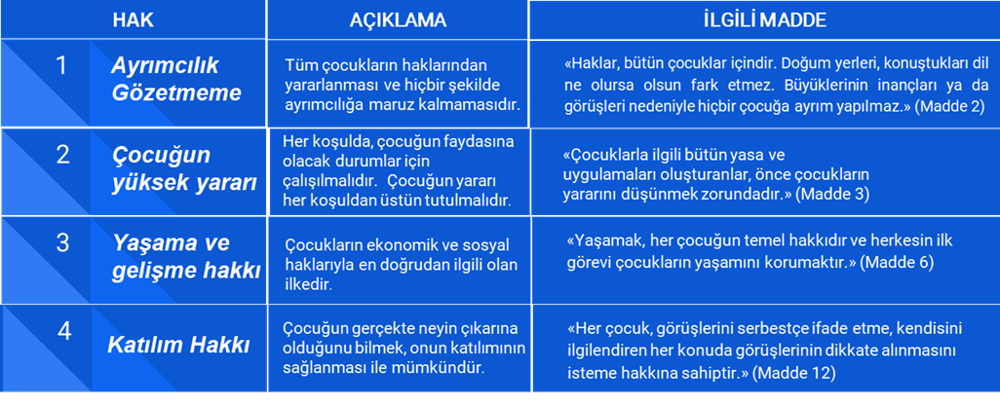 HAK
AÇIKLAMA
İLGİLİ MADDE
1
Ayrımcılık
Gözetmeme
Tüm çocukların haklarından
yararlanması ve hiçbir şekilde
ayrımcılığa maruz kalmamasıdır.
«Haklar, bütün çocuklar içindir. Doğum yerleri, konuştukları dil
ne olursa olsun fark etmez. Büyüklerinin inançları ya da
görüşleri nedeniyle hiçbir çocuğa ayrım yapılmaz.» (Madde 2)
2
Çocuğun
yüksek yararı
Her koşulda, çocuğun faydasına
olacak durumlar için
çalışılmalıdır. Çocuğun yararı
her koşuldan üstün tutulmalıdır.
«Çocuklarla ilgili bütün yasa ve
uygulamaları oluşturanlar, önce çocukların
yararını düşünmek zorundadır.» (Madde 3)
3
Yaşama ve
gelişme hakkı
Çocukların ekonomik ve sosyal
haklarıyla en doğrudan ilgili olan
ilkedir.
«Yaşamak, her çocuğun temel hakkıdır ve herkesin ilk
görevi çocukların yaşamını korumaktır.» (Madde 6)
4
Katılım Hakkı
Çocuğun gerçekte neyin çıkarına
olduğunu bilmek, onun katılımının
sağlanması ile mümkündür.
«Her çocuk, görüşlerini serbestçe ifade etme, kendisini
ilgilendiren her konuda görüşlerinin dikkate alınmasını
isteme hakkına sahiptir.» (Madde 12)